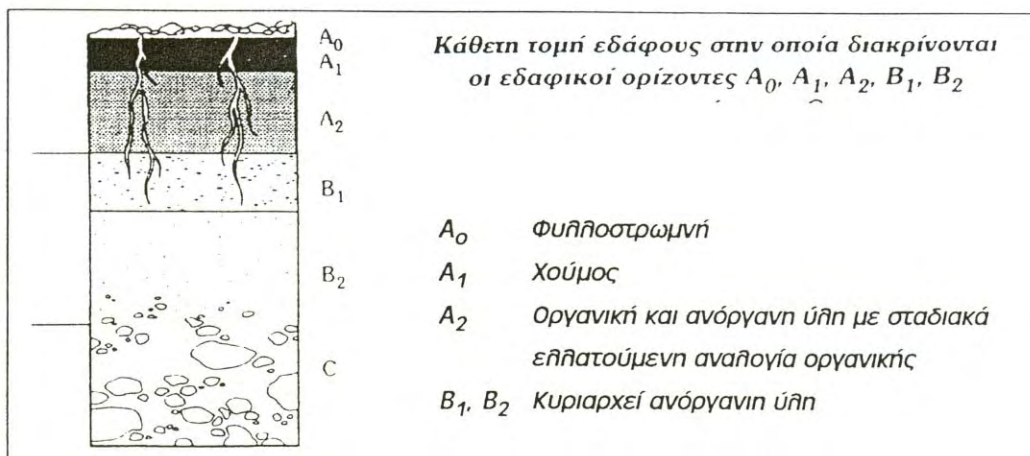 A₀
A₁
A₂
B₁
B₂
C
Κάθετη τομή εδάφους στην οποία διακρίνονται
οι εδαφικοί ορίζοντες A₀, A₁, A₂, B₁, B₂
A₀ Φυλλοστρωμνή
A₁ Χούμος
A₂ Οργανική και ανόργανη ύλη με σταδιακά
ελλατούμενη αναλογία οργανικής
B₁, B₂ Κυριαρχεί ανόργανιη ύλη